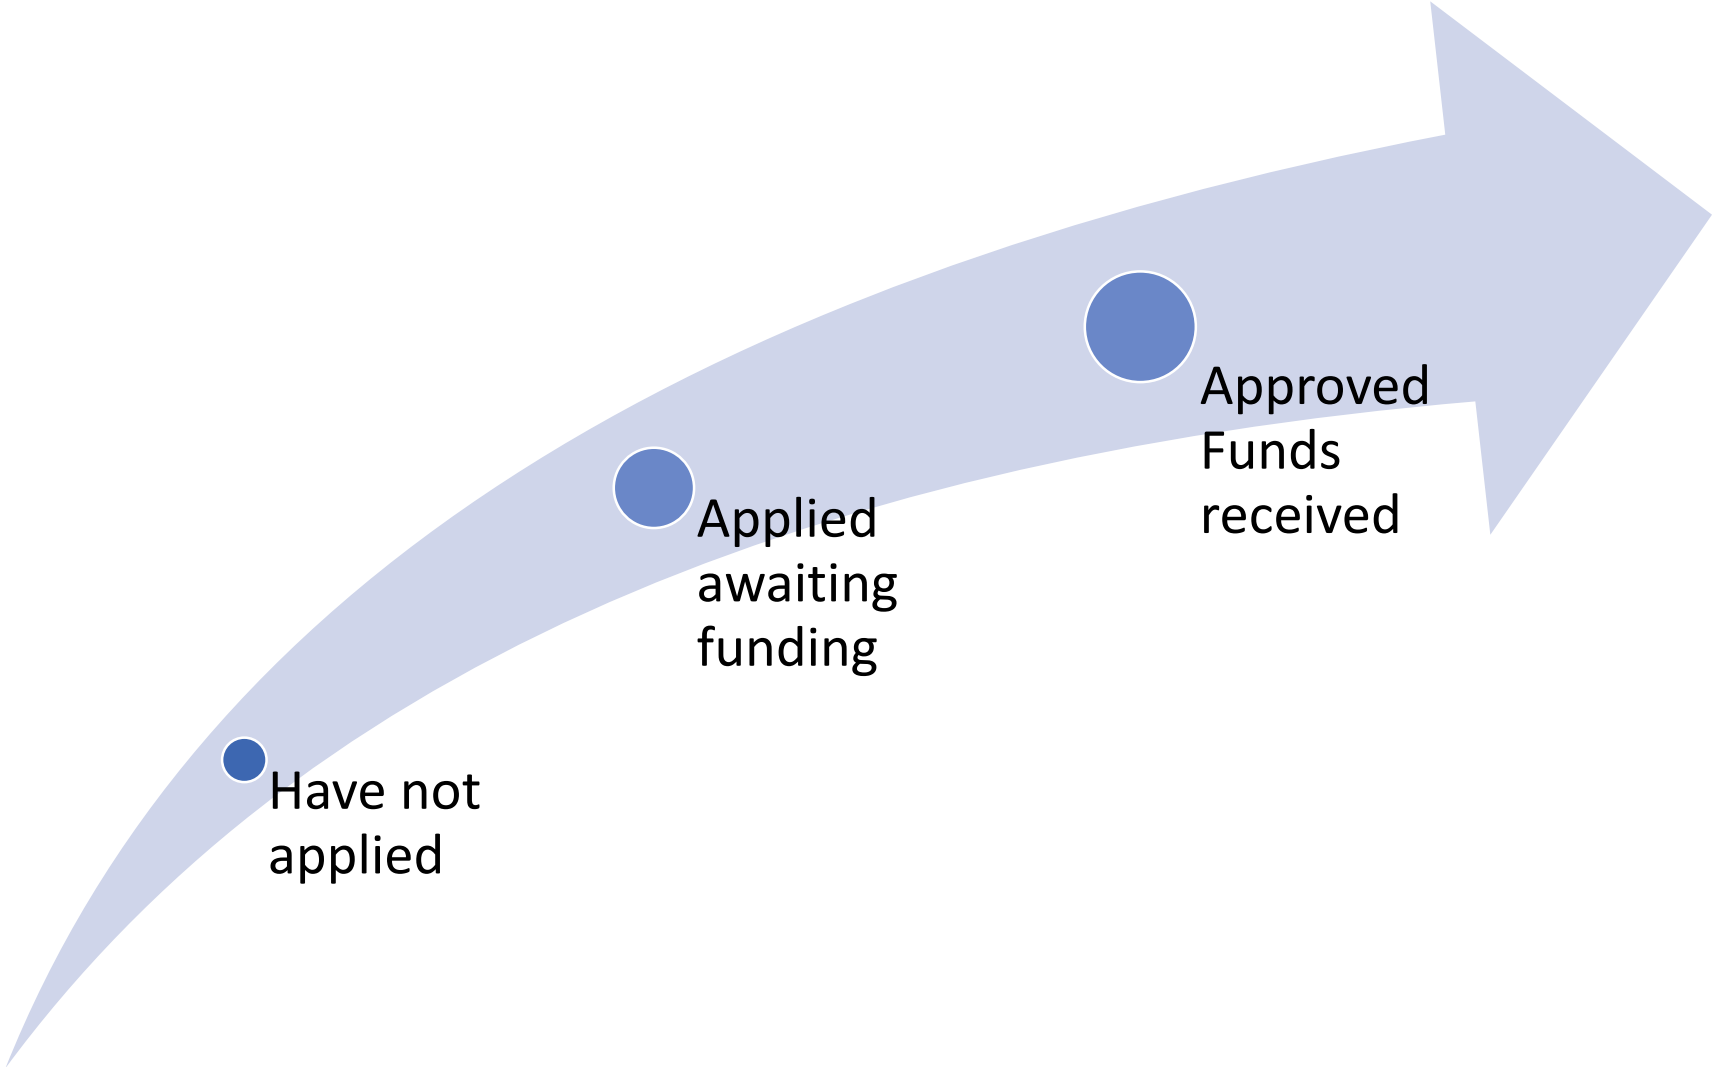 Approved
Funds
received
Applied
awaiting
funding
Have not
applied